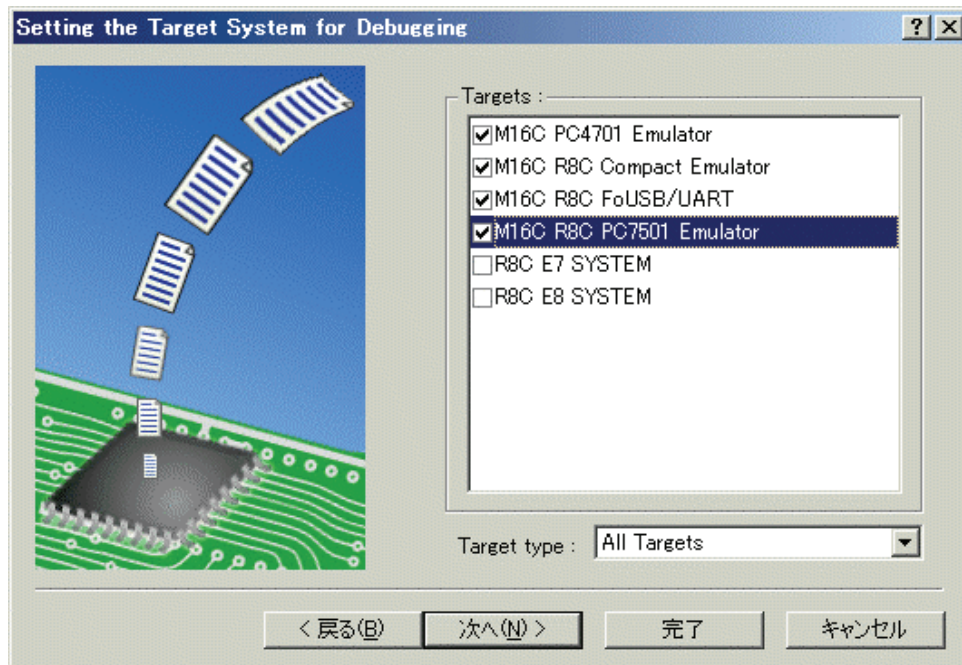 Setting the Target System for Debugging
Targets :
M16C PC4701 Emulator
M16C R8C Compact Emulator
M16C R8C FoUSB/UART
M16C R8C PC7501 Emulator
R8C E7 SYSTEM
R8C E8 SYSTEM
Target type : All Targets
< 戻る(B) 次へ(N) > 完了 キャンセル